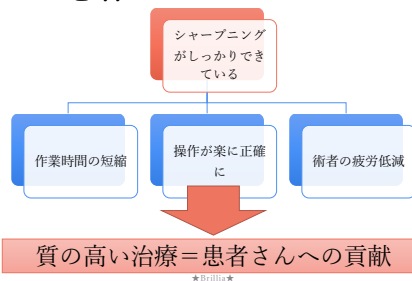 シャープニング
がしっかりでき
ている
作業時間の短縮
操作が楽に正確
に
術者の疲労低減
質の高い治療＝患者さんへの貢献
★Brillia★